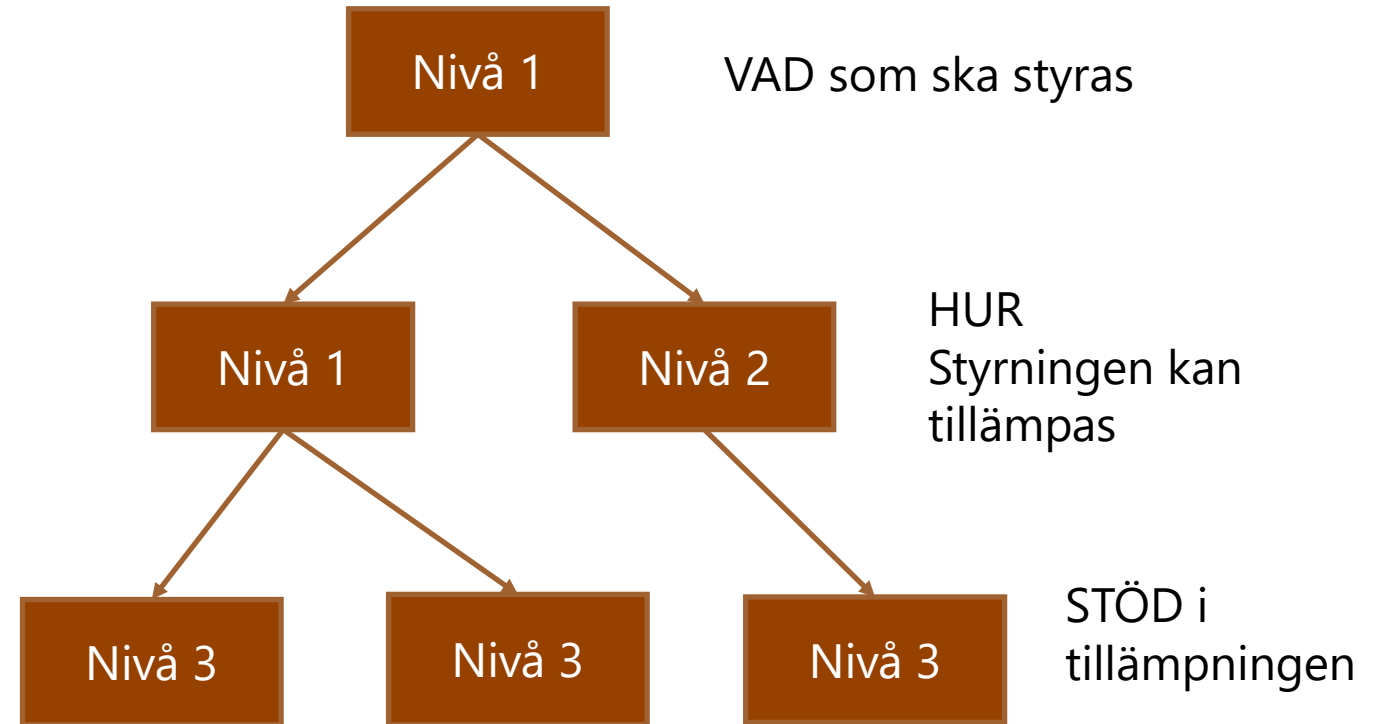 Nivå 1
VAD som ska styras
Nivå 1
Nivå 2
HUR
Styrningen kan
tillämpas
Nivå 3
Nivå 3
Nivå 3
STÖD i
tillämpningen